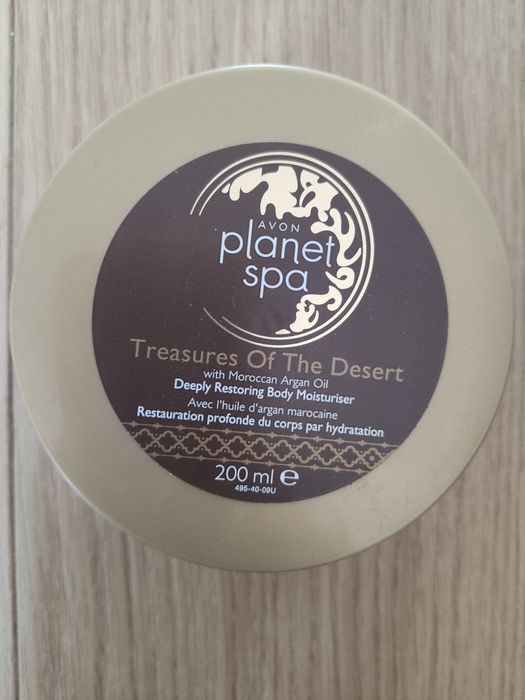 AVON
planet
spa
Treasures Of The Desert
with Moroccan Argan Oil
Deeply Restoring Body Moisturiser
Avec l'huile d'argan marocaine
Restauration profonde du corps par hydratation
200 ml e
495-40-09U